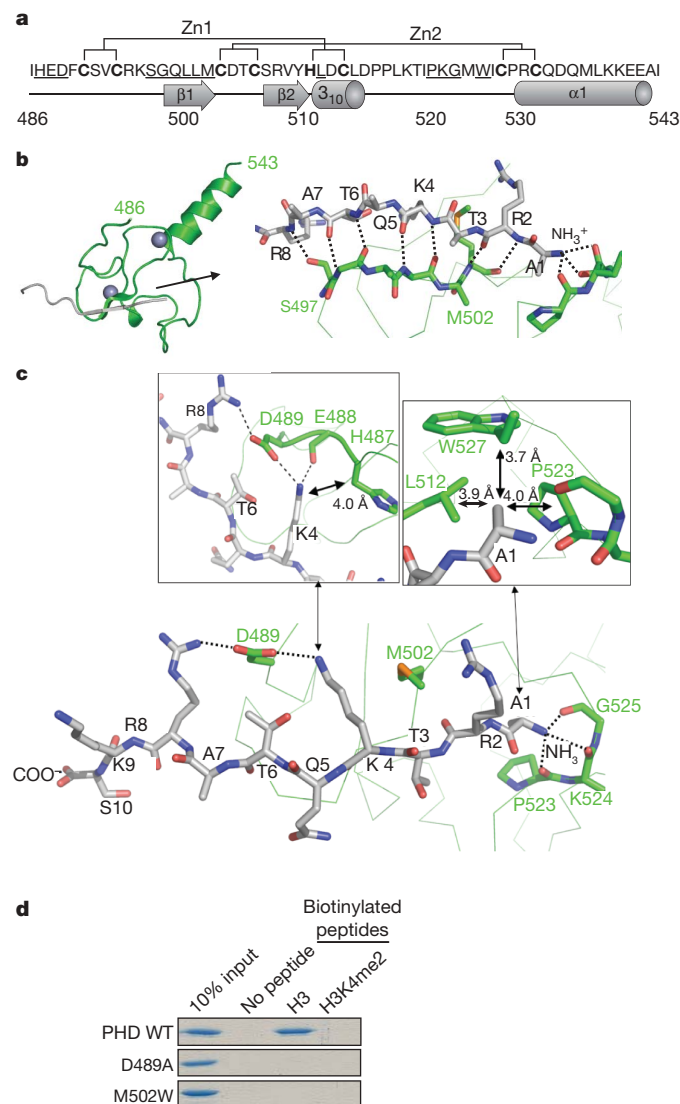 a
Zn1 Zn2
IHEDFCSVCRKSGQLLMCDTCSRVYHLDCLDPPLKTIPKGMWICPRCQDQMLKKEEAI
β1 β2 3₁₀ α1
486 500 510 520 530 543
b
543
486
A7 T6 K4
Q5 T3 R2 NH₃⁺
R8 A1
S497 M502
c
R8 D489 E488
H487
T6 K4 4.0 Å
W527
3.7 Å
L512 P523
3.9 Å 4.0 Å
A1
D489 M502
A1 G525
R8 T3 R2
COO⁻ K9 A7 T6 Q5 K 4 NH₃
S10 P523 K524
d
Biotinylated
peptides
10% input No peptide H3 H3K4me2
PHD WT
D489A
M502W